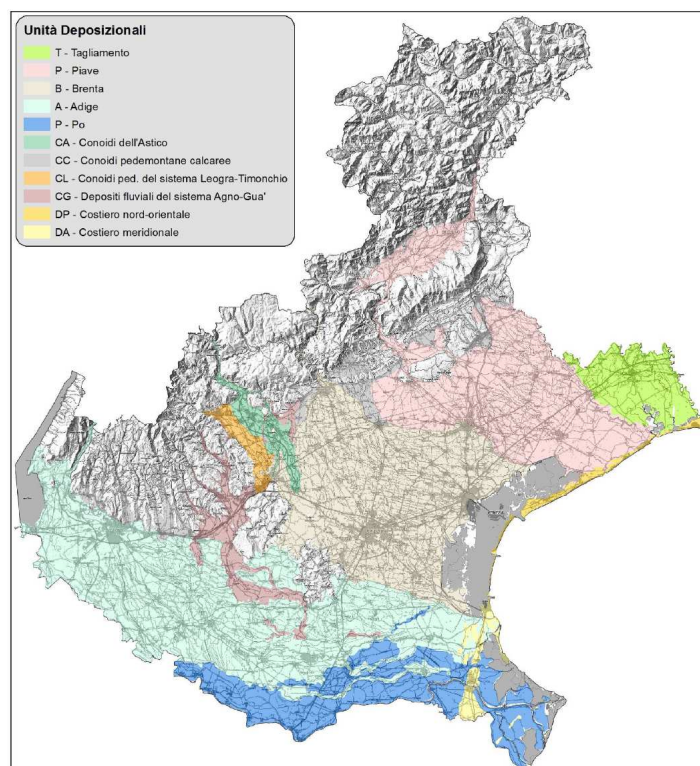 Unità Deposizionali
T - Tagliamento
P - Piave
B - Brenta
A - Adige
P - Po
CA - Conoidi dell'Astico
CC - Conoidi pedemontane calcaree
CL - Conoidi ped. del sistema Leogra-Timonchio
CG - Depositi fluviali del sistema Agno-Gua'
DP - Costiero nord-orientale
DA - Costiero meridionale